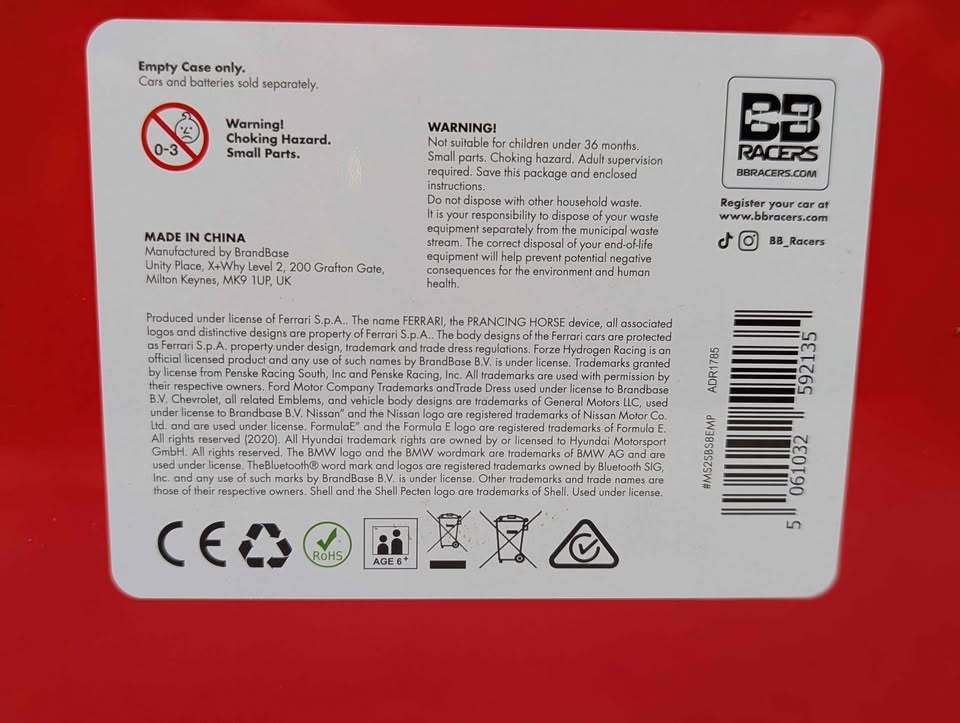 Empty Case only.
Cars and batteries sold separately.
0-3
Warning!
Choking Hazard.
Small Parts.
MADE IN CHINA
Manufactured by BrandBase
Unity Place, X+Why Level 2, 200 Grafton Gate,
Milton Keynes, MK9 1UP, UK
WARNING!
Not suitable for children under 36 months.
Small parts. Choking hazard. Adult supervision
required. Save this package and enclosed
instructions.
Do not dispose with other household waste.
It is your responsibility to dispose of your waste
equipment separately from the municipal waste
stream. The correct disposal of your end-of-life
equipment will help prevent potential negative
consequences for the environment and human
health.
BB
RACERS
BBRACERS.COM
Register your car at
www.bbracers.com
BB_Racers
Produced under license of Ferrari S.p.A.. The name FERRARI, the PRANCING HORSE device, all associated
logos and distinctive designs are property of Ferrari S.p.A.. The body designs of the Ferrari cars are protected
as Ferrari S.p.A. property under design, trademark and trade dress regulations. Forze Hydrogen Racing is an
official licensed product and any use of such names by BrandBase B.V. is under license. Trademarks granted
by license from Penske Racing South, Inc and Penske Racing, Inc. All trademarks are used with permission by
their respective owners. Ford Motor Company Trademarks andTrade Dress used under license to Brandbase
B.V. Chevrolet, all related Emblems, and vehicle body designs are trademarks of General Motors LLC, used
under license to Brandbase B.V. Nissan” and the Nissan logo are registered trademarks of Nissan Motor Co.
Ltd. and are used under license. FormulaE” and the Formula E logo are registered trademarks of Formula E.
All rights reserved (2020). All Hyundai trademark rights are owned by or licensed to Hyundai Motorsport
GmbH. All rights reserved. The BMW logo and the BMW wordmark are trademarks of BMW AG and are
used under license. TheBluetooth® word mark and logos are registered trademarks owned by Bluetooth SIG,
Inc. and any use of such marks by BrandBase B.V. is under license. Other trademarks and trade names are
those of their respective owners. Shell and the Shell Pecten logo are trademarks of Shell. Used under license.
#MS2SBS8EMP ADR1785
5 061032 592135
CE
RoHS
AGE 6+